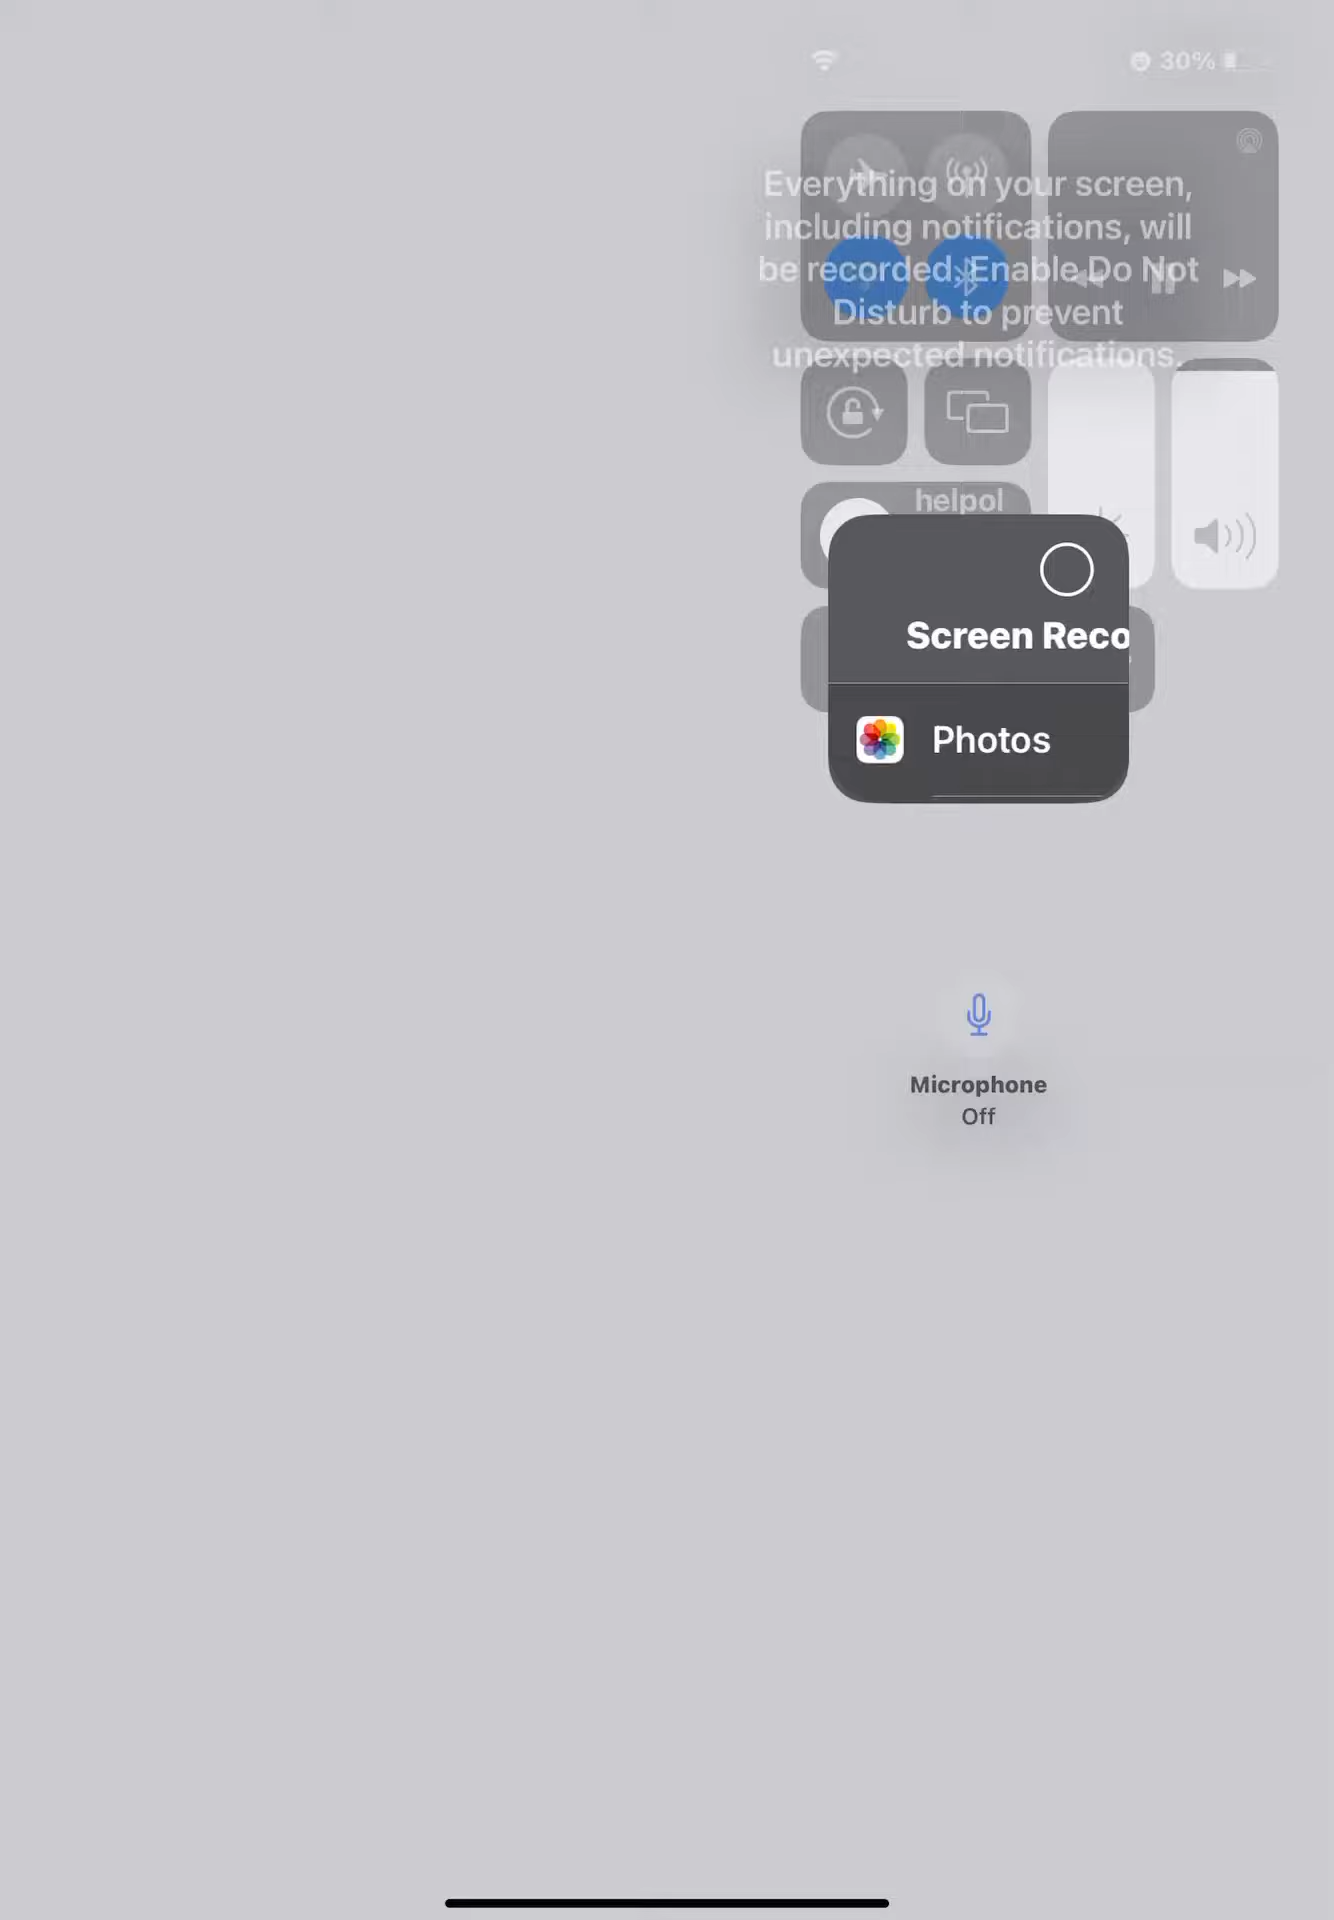 30%
Everything on your screen,
including notifications, will
be recorded. Enable Do Not
Disturb to prevent
unexpected notifications.
helpol
Screen Reco
Photos
Microphone
Off